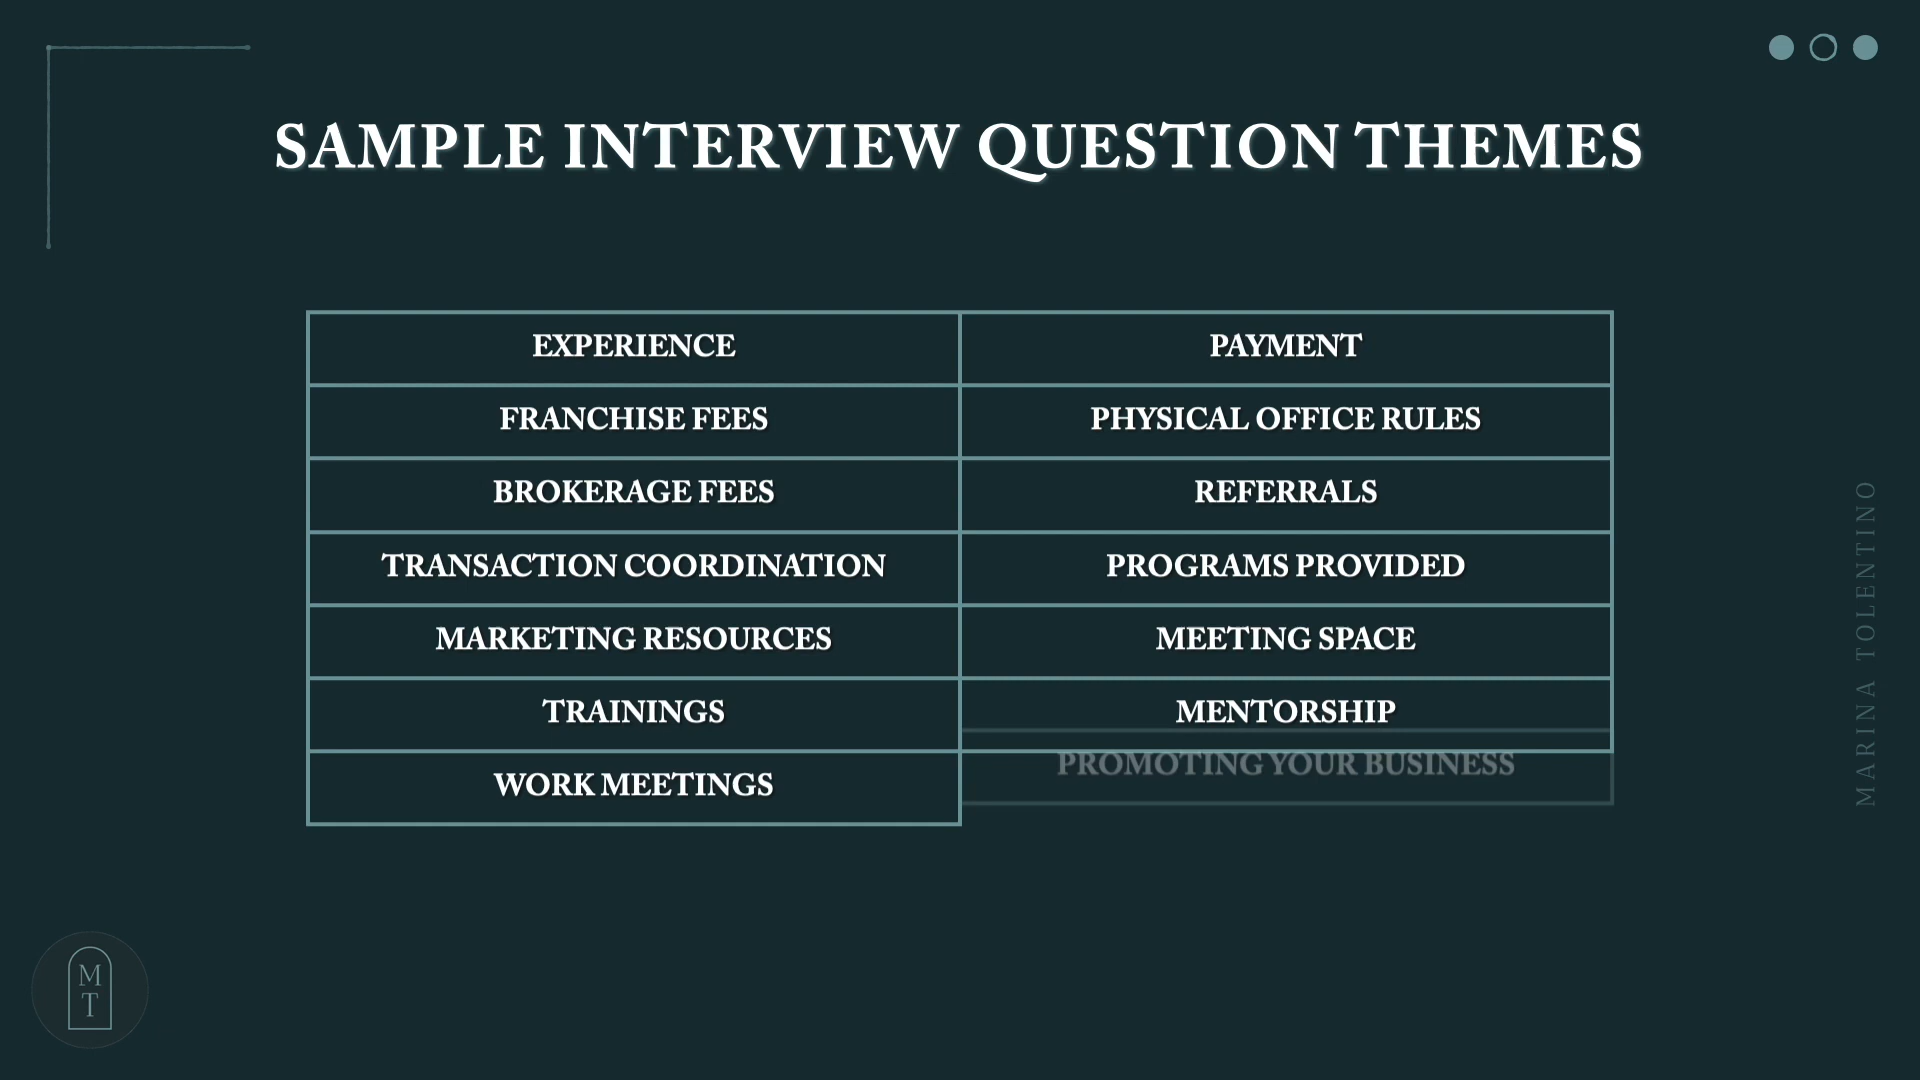 SAMPLE INTERVIEW QUESTION THEMES
EXPERIENCE
PAYMENT
FRANCHISE FEES
PHYSICAL OFFICE RULES
BROKERAGE FEES
REFERRALS
TRANSACTION COORDINATION
PROGRAMS PROVIDED
MARKETING RESOURCES
MEETING SPACE
TRAININGS
MENTORSHIP
WORK MEETINGS
PROMOTING YOUR BUSINESS
MARINA TOLENTINO
M
T